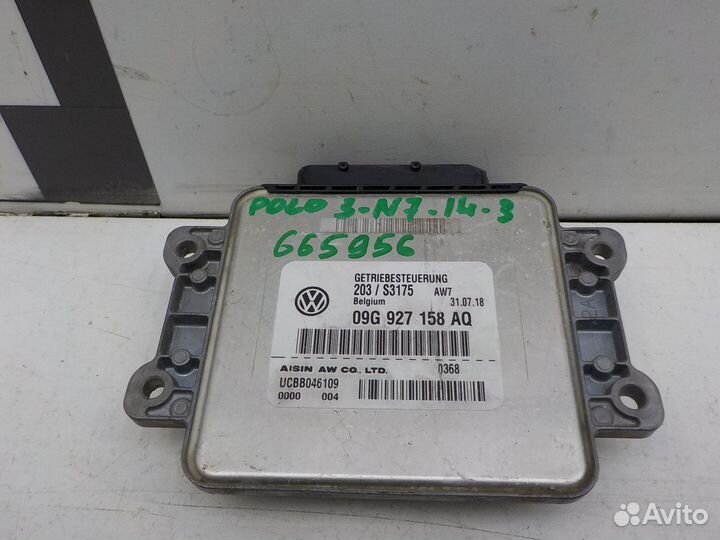 POLO 3-N7-14-3
665956
GETRIEBESTEUERUNG
203 / S3175 AW7
Belgium 31.07.18
09G 927 158 AQ
AISIN AW CO., LTD. 0368
UCBB046109
0000 004
Avito